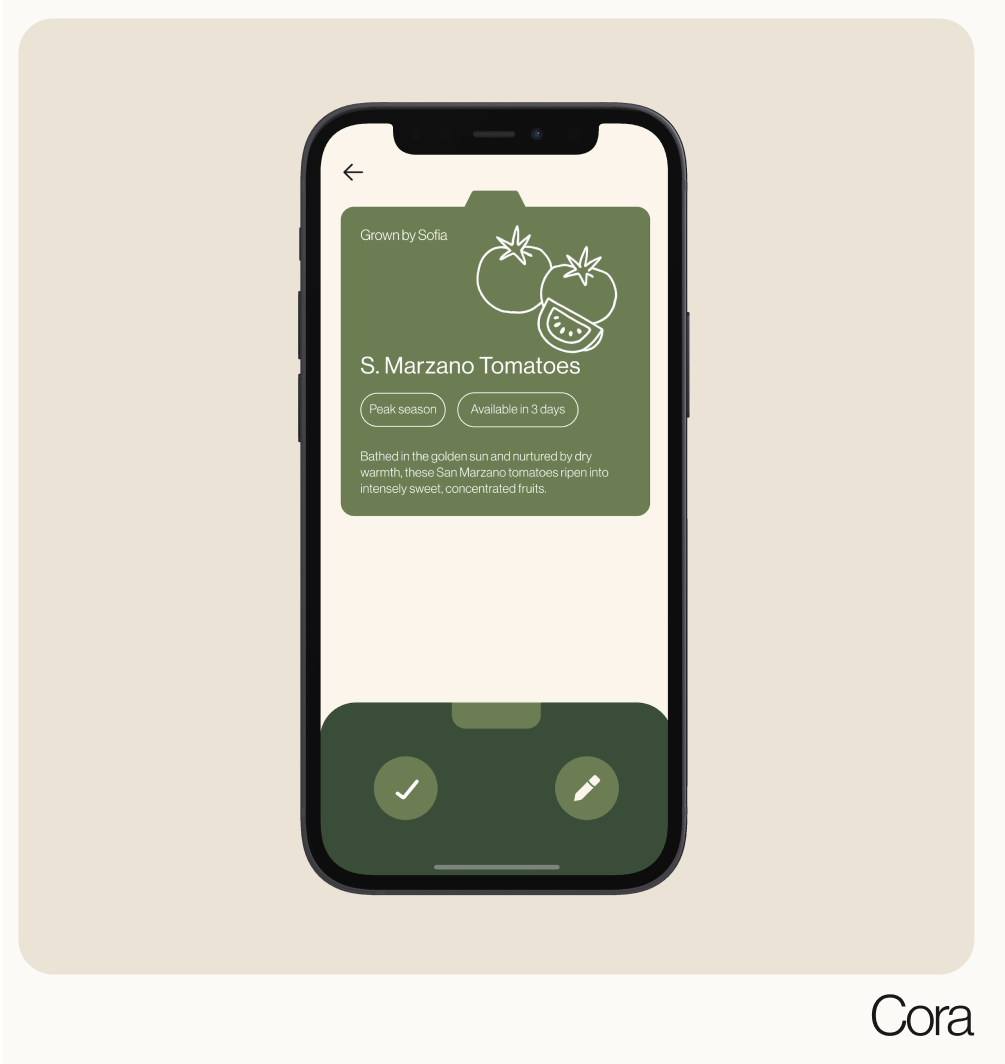 Grown by Sofia
S. Marzano Tomatoes
Peak season
Available in 3 days
Bathed in the golden sun and nurtured by dry
warmth, these San Marzano tomatoes ripen into
intensely sweet, concentrated fruits.
Cora